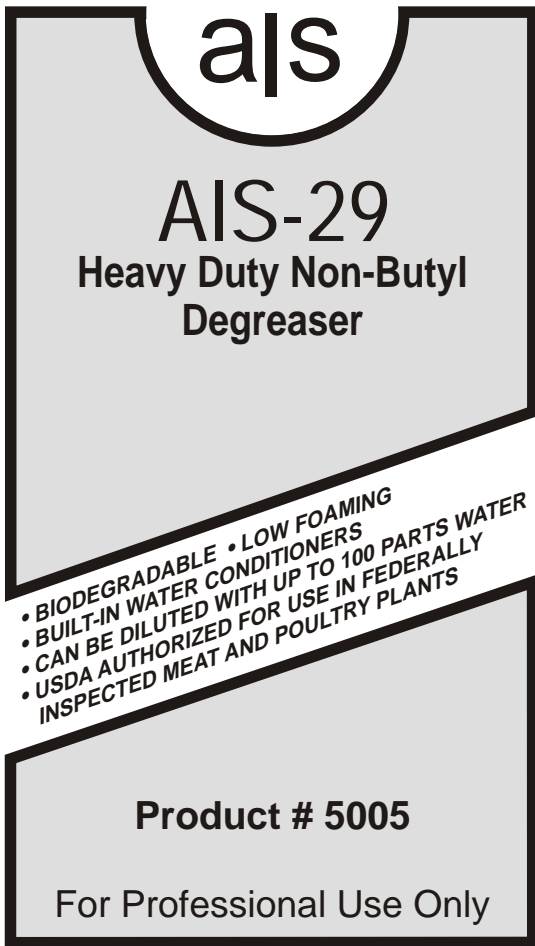 aIs
AIS-29
Heavy Duty Non-Butyl
Degreaser
• BIODEGRADABLE • LOW FOAMING
• BUILT-IN WATER CONDITIONERS
• CAN BE DILUTED WITH UP TO 100 PARTS WATER
• USDA AUTHORIZED FOR USE IN FEDERALLY
INSPECTED MEAT AND POULTRY PLANTS
Product # 5005
For Professional Use Only